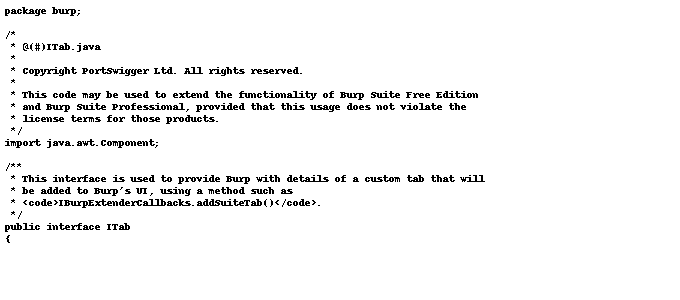 package burp;

/*
 * @(#)ITab.java
 *
 * Copyright PortSwigger Ltd. All rights reserved.
 *
 * This code may be used to extend the functionality of Burp Suite Free Edition
 * and Burp Suite Professional, provided that this usage does not violate the
 * license terms for those products.
 */
import java.awt.Component;

/**
 * This interface is used to provide Burp with details of a custom tab that will
 * be added to Burp's UI, using a method such as
 * <code>IBurpExtenderCallbacks.addSuiteTab()</code>.
 */
public interface ITab
{